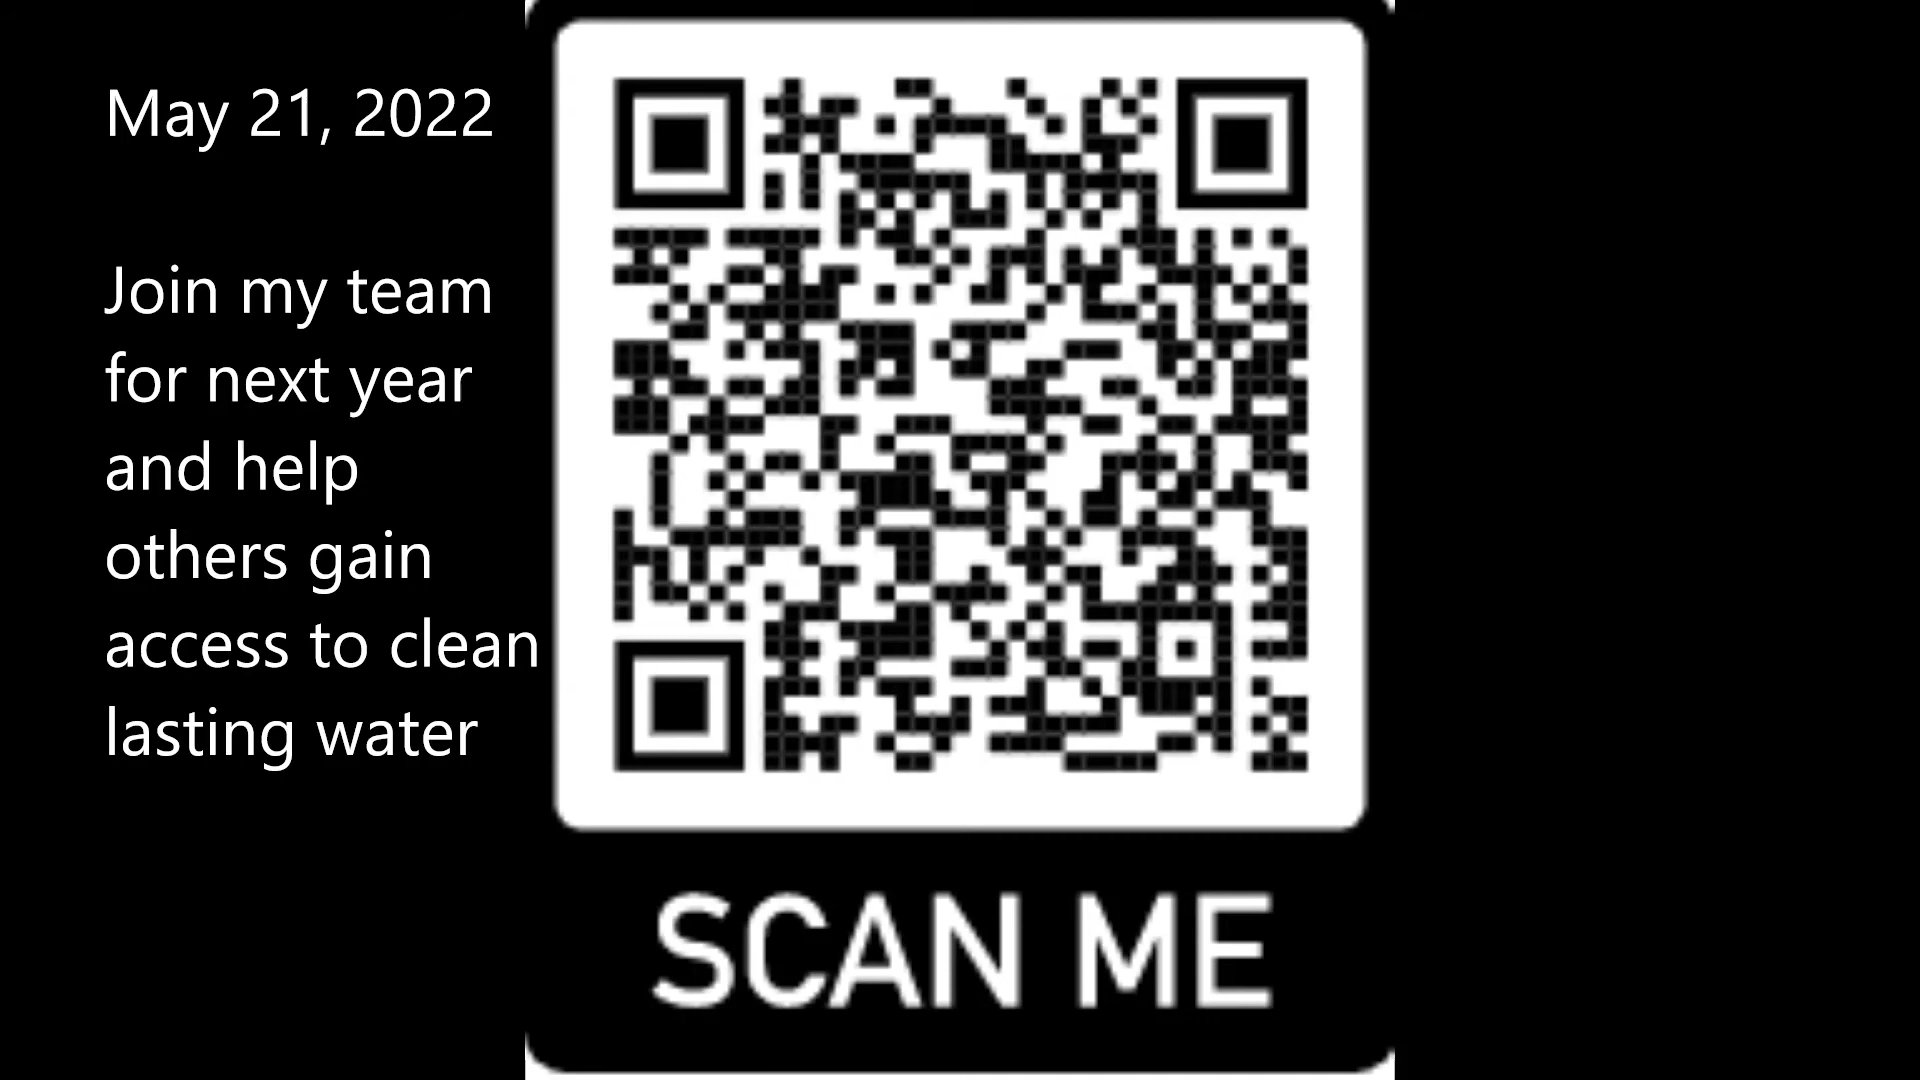 May 21, 2022
Join my team
for next year
and help
others gain
access to clean
lasting water
SCAN ME